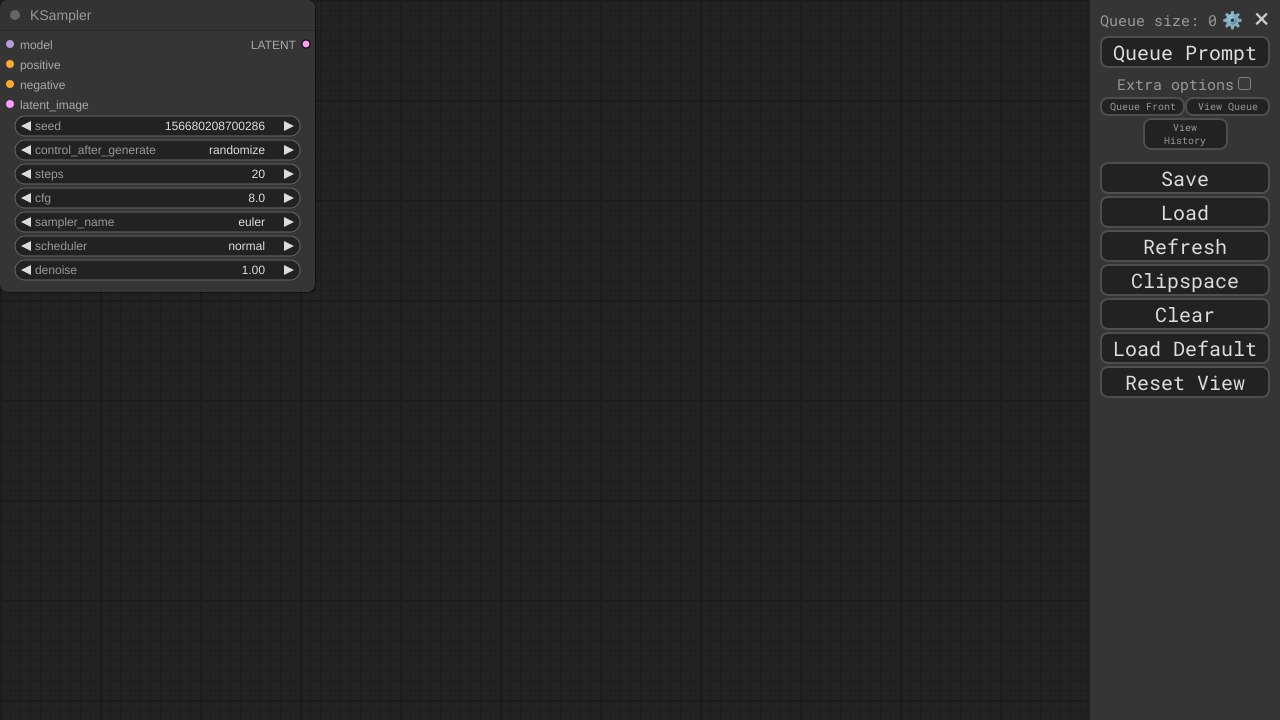 KSampler
model LATENT
positive
negative
latent_image
seed 156680208700286
control_after_generate randomize
steps 20
cfg 8.0
sampler_name euler
scheduler normal
denoise 1.00
Queue size: 0
Queue Prompt
Extra options
Queue Front View Queue
View
History
Save
Load
Refresh
Clipspace
Clear
Load Default
Reset View